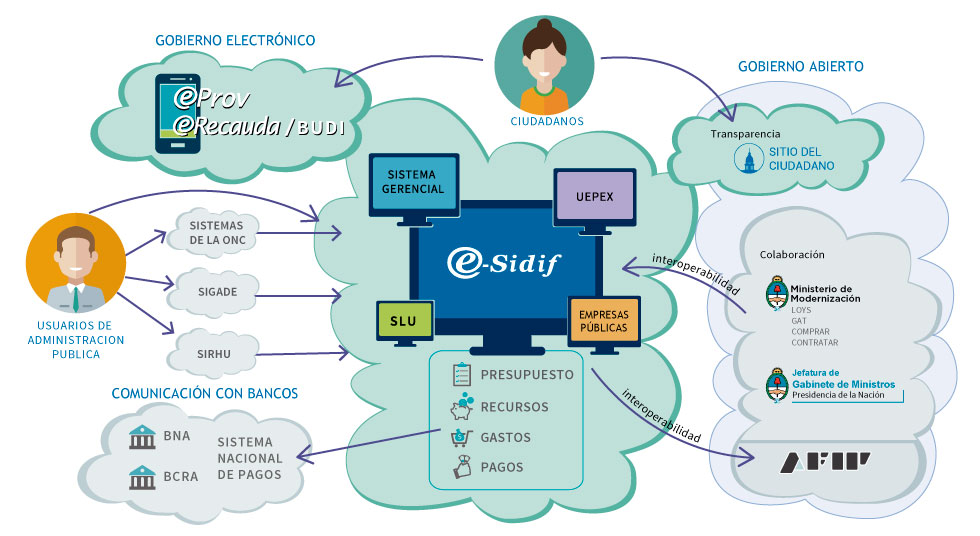 GOBIERNO ELECTRÓNICO
@Prov
@Recauda / BUDI
CIUDADANOS
GOBIERNO ABIERTO
Transparencia
SITIO DEL
CIUDADANO
SISTEMA
GERENCIAL
UEPEX
e-Sidif
SLU
EMPRESAS
PÚBLICAS
USUARIOS DE
ADMINISTRACION
PUBLICA
SISTEMAS
DE LA ONC
SIGADE
SIRHU
interoperabilidad
Colaboración
Ministerio de
Modernización
LOYS
GAT
COMPRAR
CONTRATAR
Jefatura de
Gabinete de Ministros
Presidencia de la Nación
interoperabilidad
AFIP
PRESUPUESTO
RECURSOS
GASTOS
PAGOS
COMUNICACIÓN CON BANCOS
BNA
BCRA
SISTEMA
NACIONAL
DE PAGOS